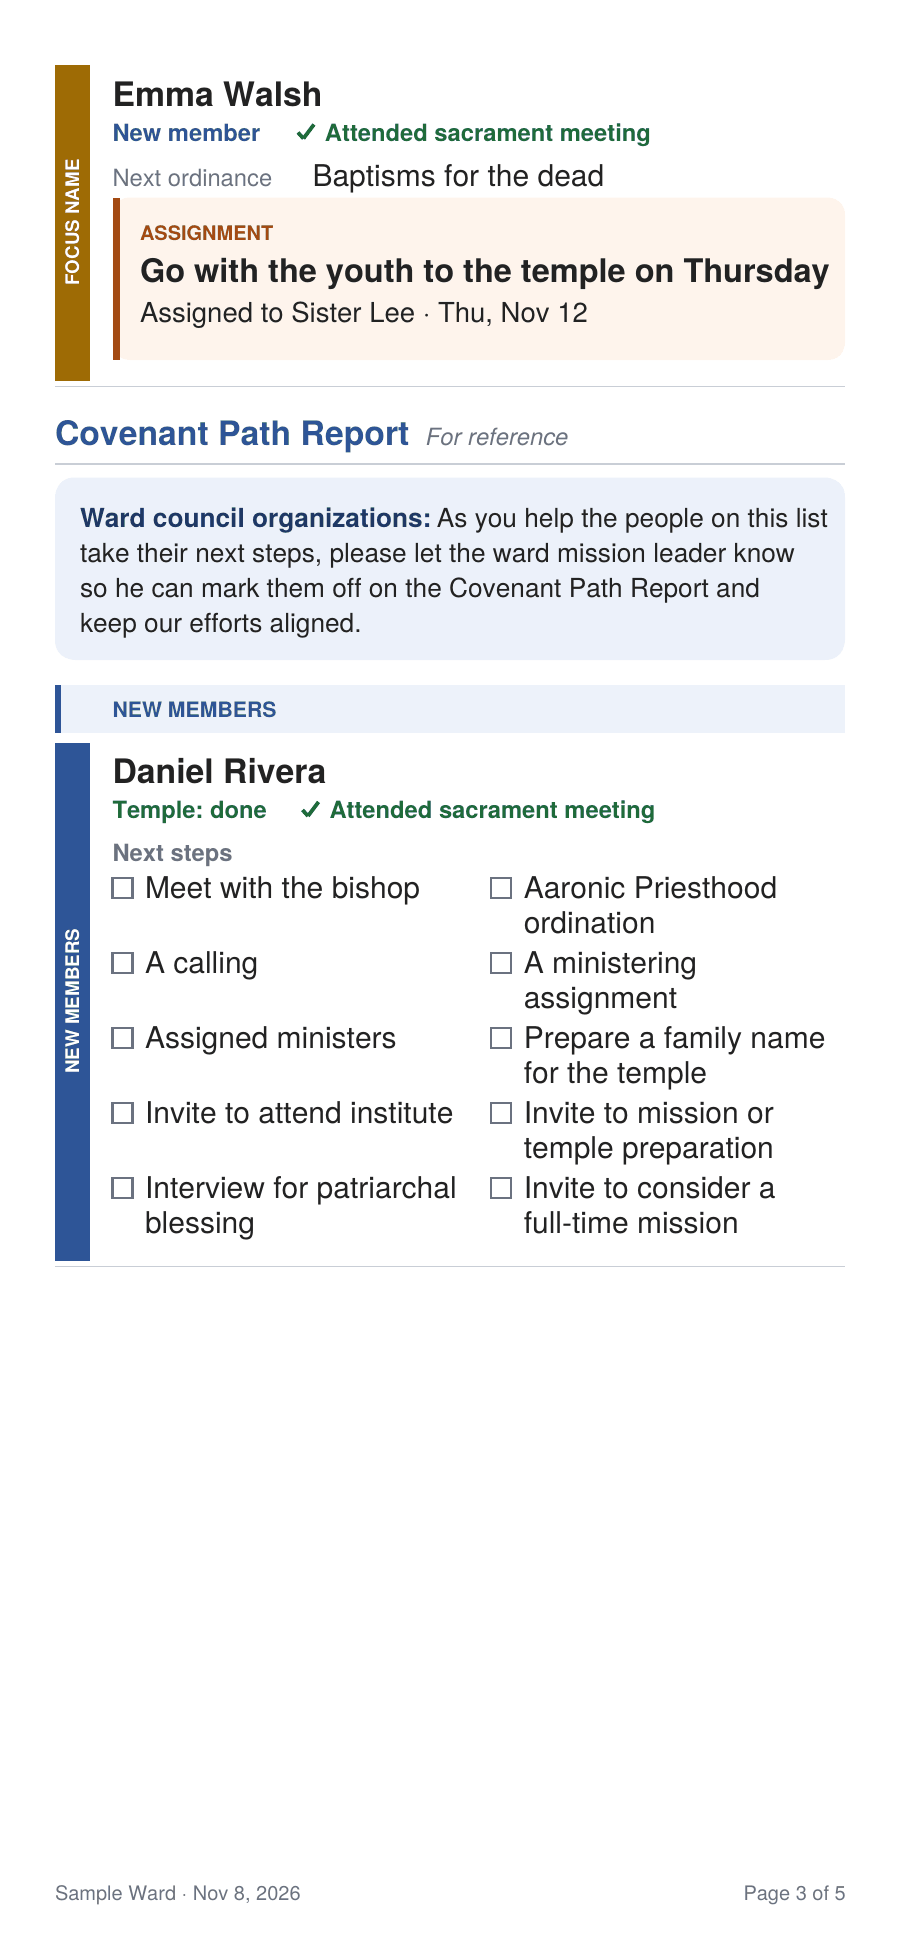 FOCUS NAME
Emma Walsh
New member ✓ Attended sacrament meeting
Next ordinance Baptisms for the dead
ASSIGNMENT
Go with the youth to the temple on Thursday
Assigned to Sister Lee · Thu, Nov 12
Covenant Path Report For reference
Ward council organizations: As you help the people on this list
take their next steps, please let the ward mission leader know
so he can mark them off on the Covenant Path Report and
keep our efforts aligned.
NEW MEMBERS
NEW MEMBERS
Daniel Rivera
Temple: done ✓ Attended sacrament meeting
Next steps
Meet with the bishop
Aaronic Priesthood
ordination
A calling
A ministering
assignment
Assigned ministers
Prepare a family name
for the temple
Invite to attend institute
Invite to mission or
temple preparation
Interview for patriarchal
blessing
Invite to consider a
full-time mission
Sample Ward · Nov 8, 2026
Page 3 of 5